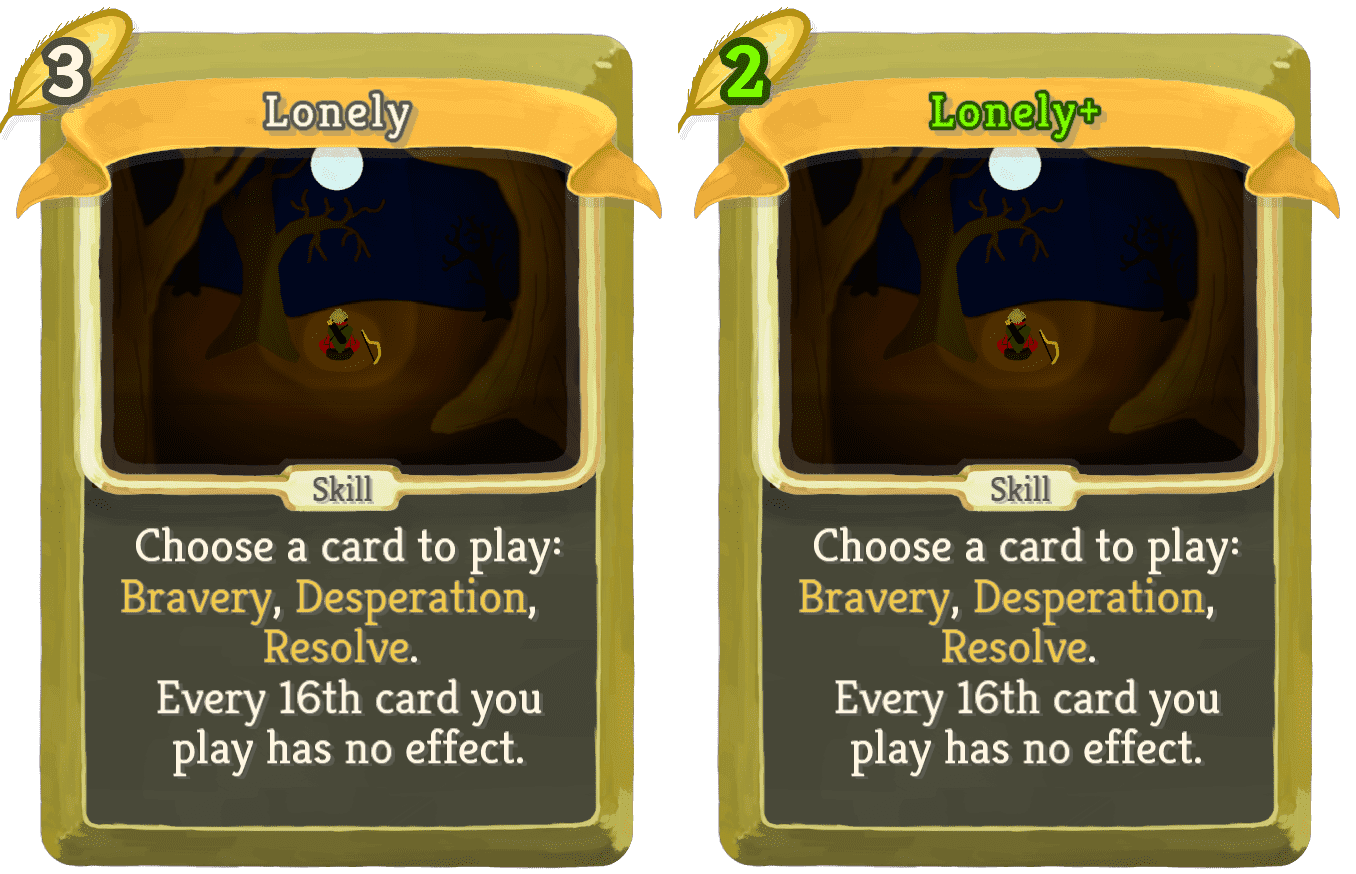 3
Lonely
Skill
Choose a card to play:
Bravery, Desperation,
Resolve.
Every 16th card you
play has no effect.
2
Lonely+
Skill
Choose a card to play:
Bravery, Desperation,
Resolve.
Every 16th card you
play has no effect.